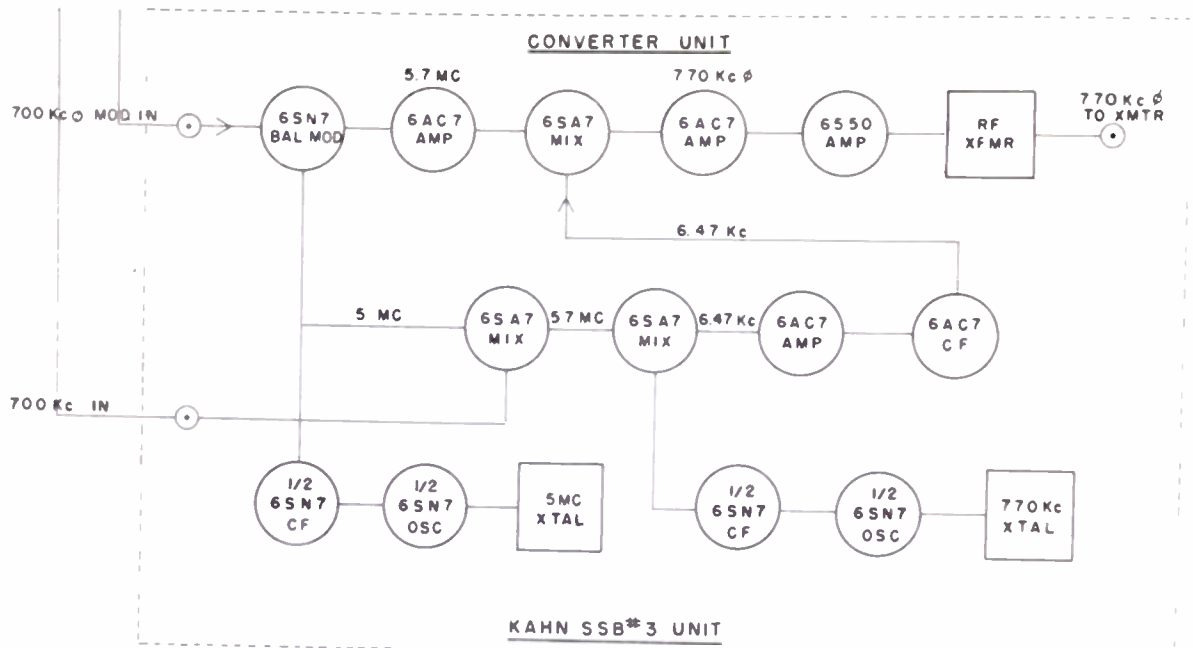 CONVERTER UNIT
5.7 MC
770 Kc ø
700 Kc ø MOD IN
6SN7
BAL MOD
6AC7
AMP
6SA7
MIX
6AC7
AMP
6550
AMP
RF
XFMR
770 Kc ø
TO XMTR
6.47 Kc
5 MC
6SA7
MIX
5.7 MC
6SA7
MIX
6.47 Kc
6AC7
AMP
6AC7
CF
700 Kc IN
1/2
6SN7
CF
1/2
6SN7
OSC
5MC
XTAL
1/2
6SN7
CF
1/2
6SN7
OSC
770 Kc
XTAL
KAHN SSB#3 UNIT